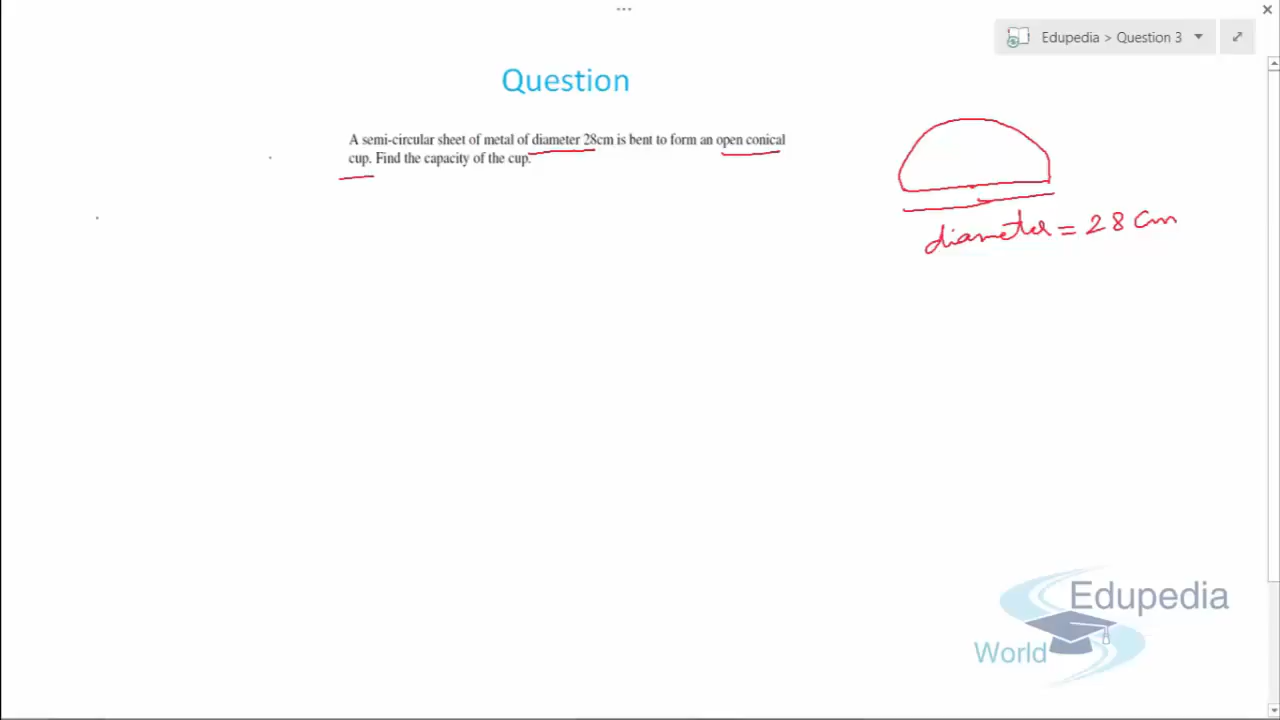 Edupedia > Question 3
Question
A semi-circular sheet of metal of diameter 28cm is bent to form an open conical
cup. Find the capacity of the cup.
diameter = 28 cm
Edupedia
World